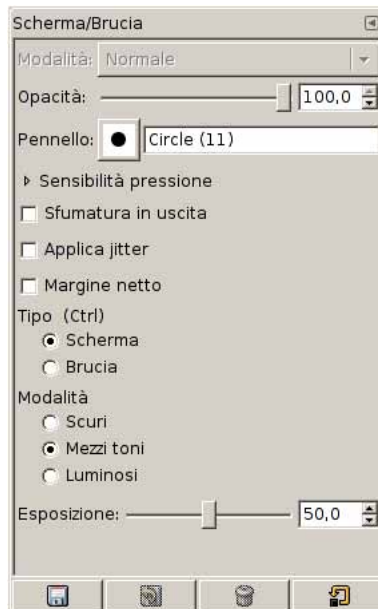 Scherma/Brucia
Modalità: Normale
Opacità: 100,0
Pennello: Circle (11)
Sensibilità pressione
Sfumatura in uscita
Applica jitter
Margine netto
Tipo (Ctrl)
Scherma
Brucia
Modalità
Scuri
Mezzi toni
Luminosi
Esposizione: 50,0